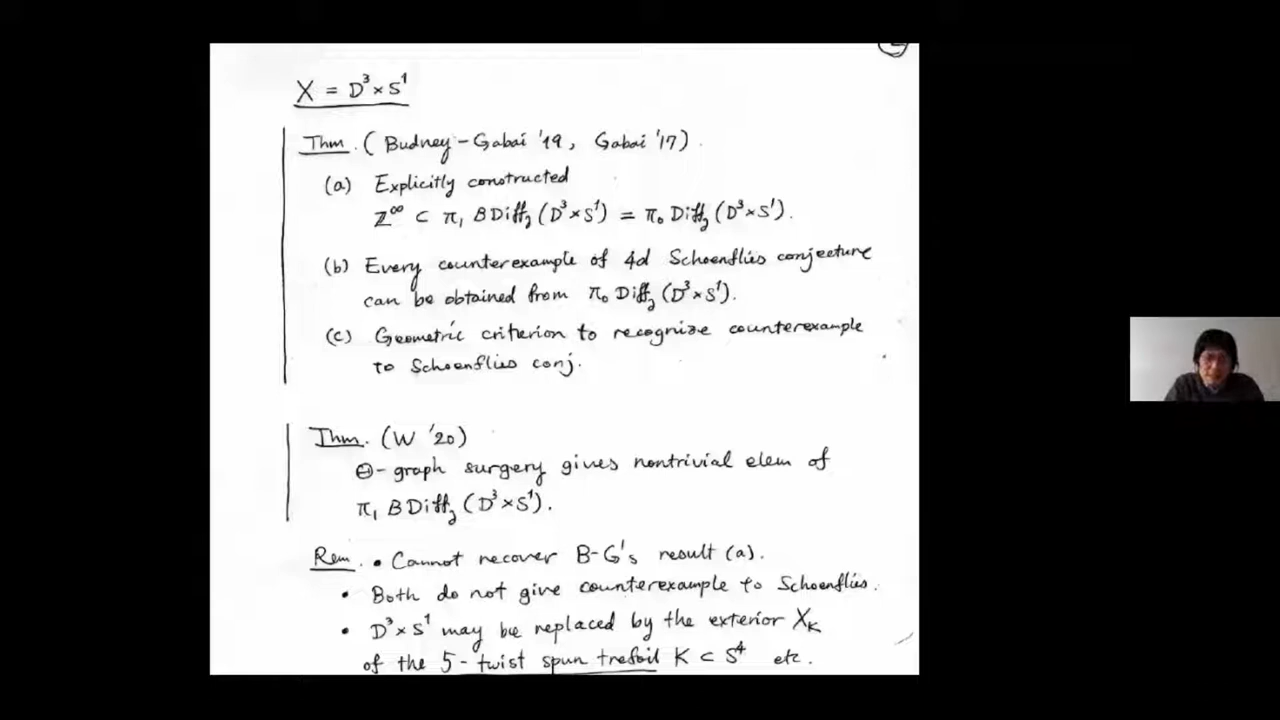 X = D³×S¹
Thm. (Budney-Gabai '19, Gabai '17).
(a) Explicitly constructed
ℤ^∞ ⊂ π₁ BDiff_∂(D³×S¹) = π₀ Diff_∂(D³×S¹).
(b) Every counterexample of 4d Schoenflies conjecture
can be obtained from π₀ Diff_∂(D³×S¹).
(c) Geometric criterion to recognize counterexample
to Schoenflies conj.
Thm. (W '20)
Θ-graph surgery gives nontrivial elem of
π₁ BDiff_∂(D³×S¹).
Rem. • Cannot recover B-G's result (a).
• Both do not give counterexample to Schoenflies.
• D³×S¹ may be replaced by the exterior X_K
of the 5-twist spun trefoil K ⊂ S⁴ etc.